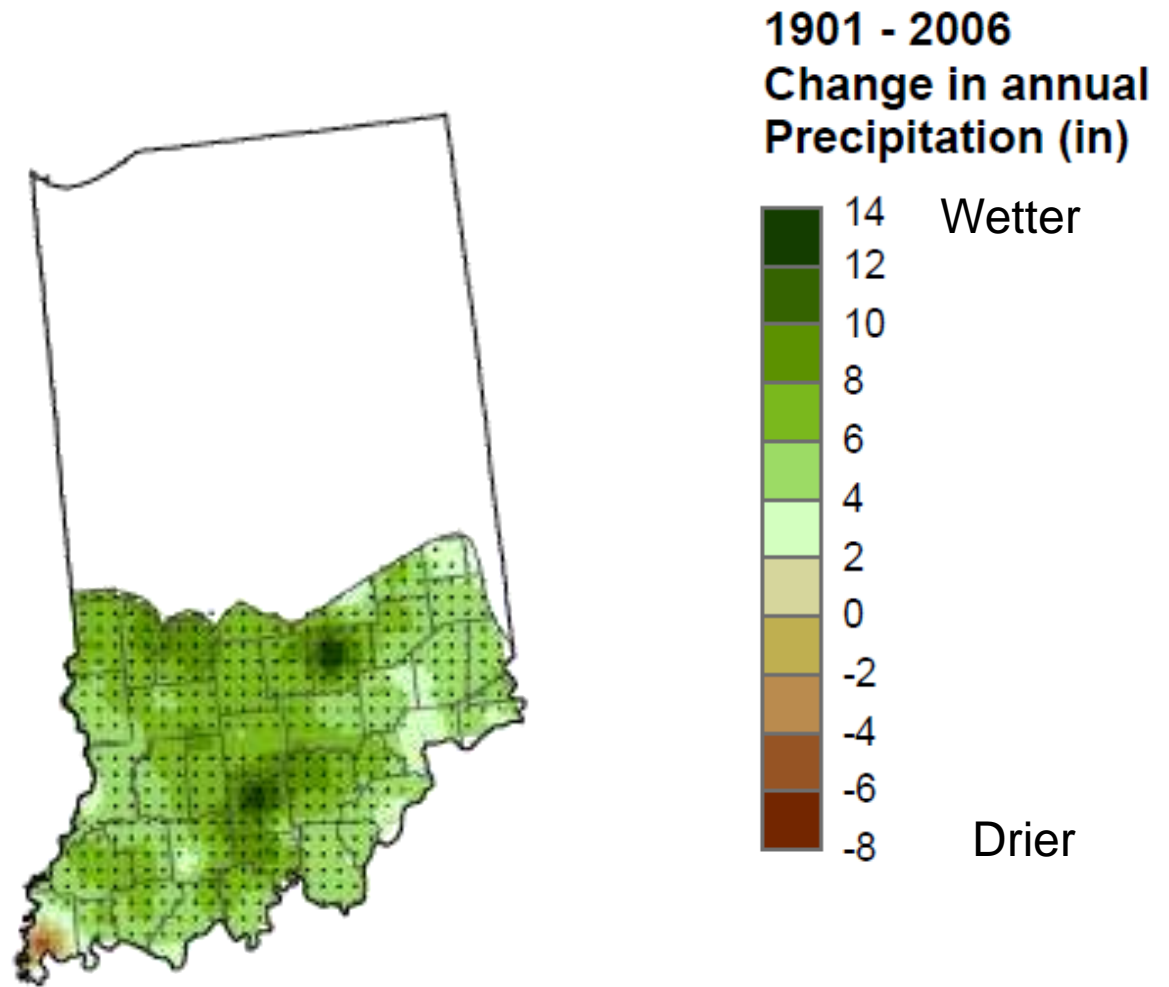 1901 - 2006
Change in annual
Precipitation (in)
14
Wetter
12
10
8
6
4
2
0
-2
-4
-6
-8
Drier